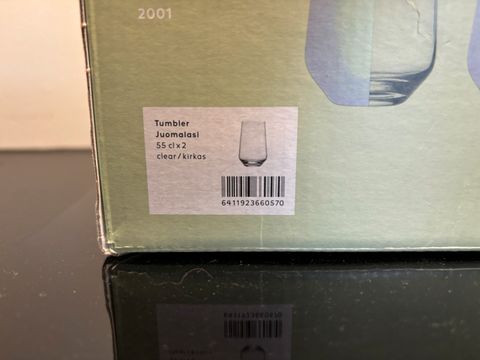 2001
Tumbler
Juomalasi
55 cl x 2
clear/kirkas
6411923660570